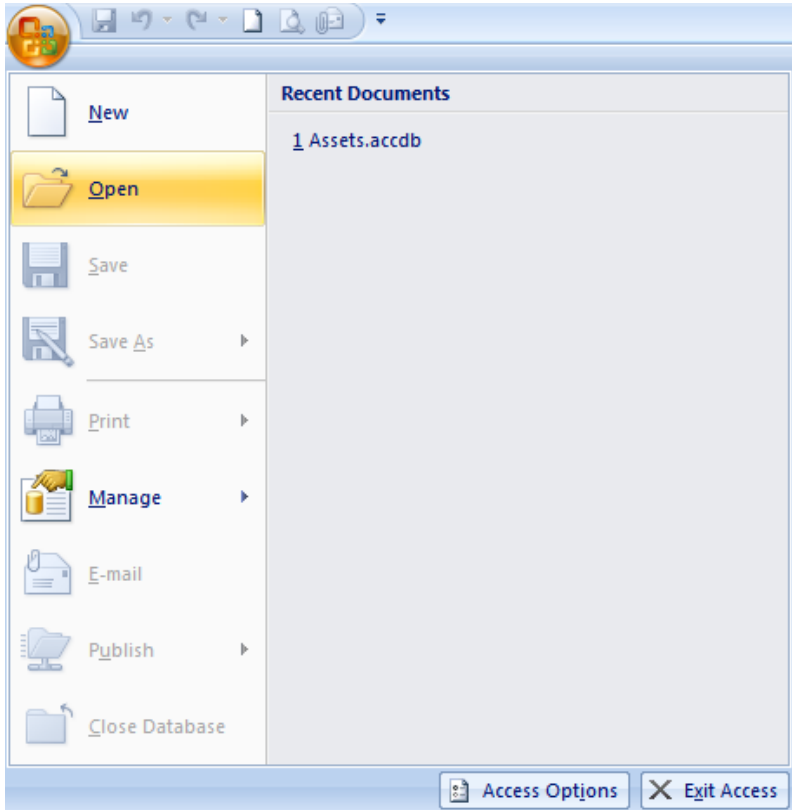 New
Open
Save
Save As
Print
Manage
E-mail
Publish
Close Database
Recent Documents
1 Assets.accdb
Access Options
Exit Access